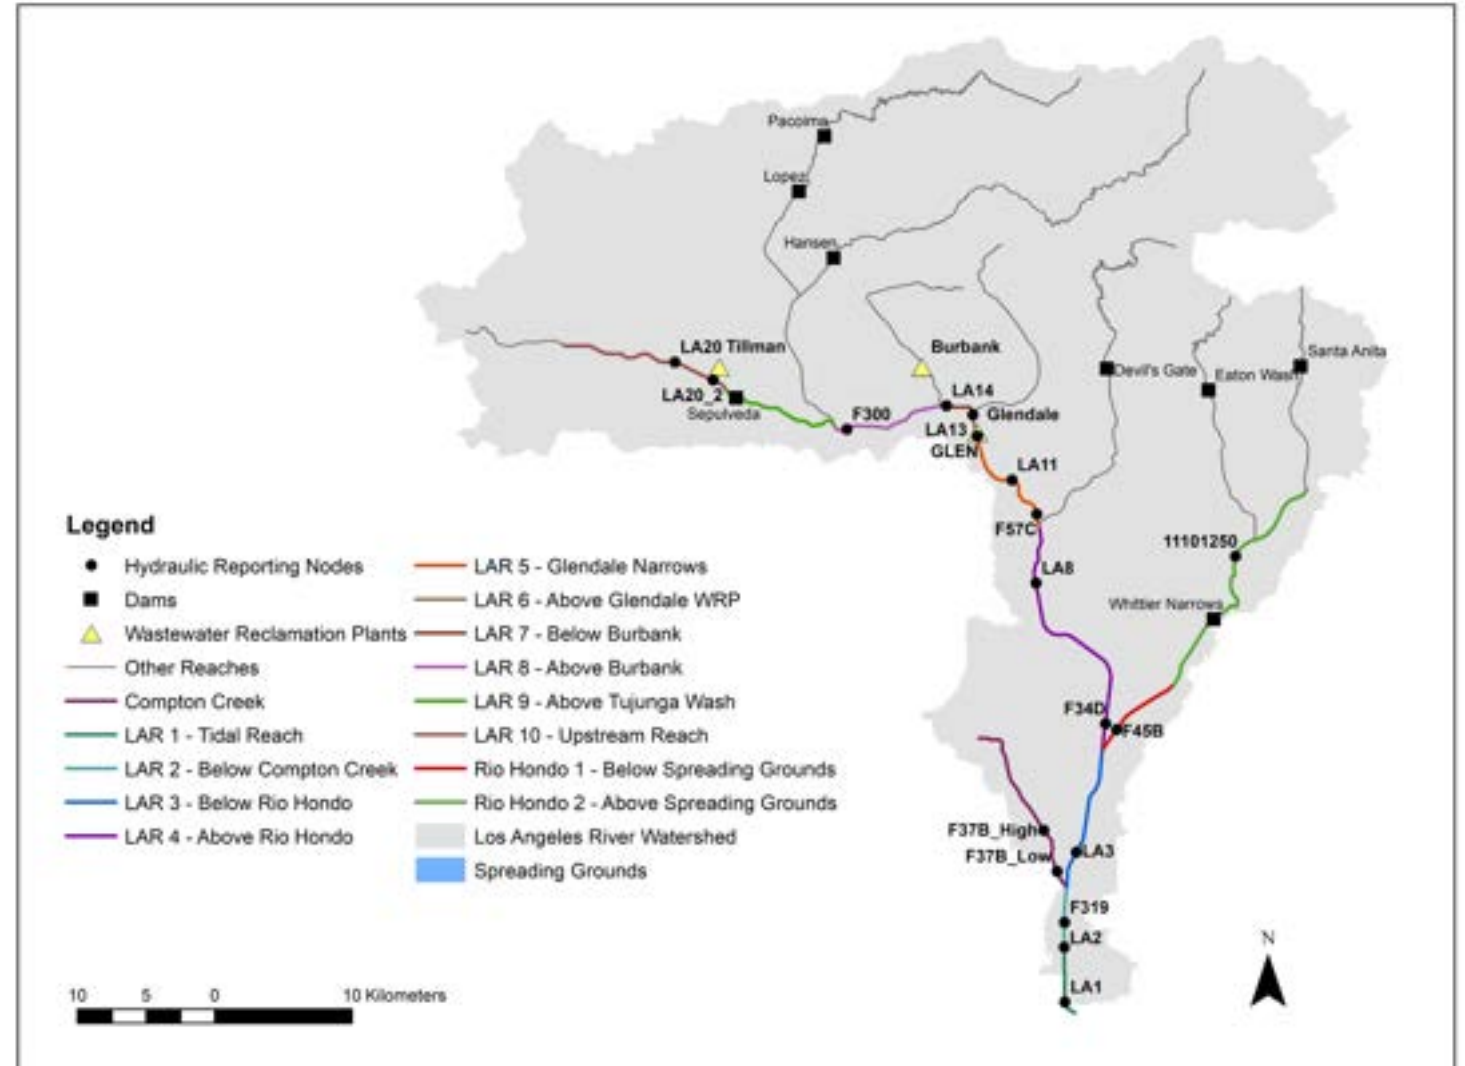 Pacoima
Lopez
Hansen
LA20 Tillman
Burbank
Santa Anita
Devil's Gate
Eaton Wash
LA20_2
LA14
Sepulveda
F300
Glendale
LA13
GLEN
LA11
F57C
11101250
LA8
Whittier Narrows
F34D
F45B
F37B_High
LA3
F37B_Low
F319
LA2
LA1
N
Legend
Hydraulic Reporting Nodes
Dams
Wastewater Reclamation Plants
Other Reaches
Compton Creek
LAR 1 - Tidal Reach
LAR 2 - Below Compton Creek
LAR 3 - Below Rio Hondo
LAR 4 - Above Rio Hondo
LAR 5 - Glendale Narrows
LAR 6 - Above Glendale WRP
LAR 7 - Below Burbank
LAR 8 - Above Burbank
LAR 9 - Above Tujunga Wash
LAR 10 - Upstream Reach
Rio Hondo 1 - Below Spreading Grounds
Rio Hondo 2 - Above Spreading Grounds
Los Angeles River Watershed
Spreading Grounds
10 5 0 10 Kilometers